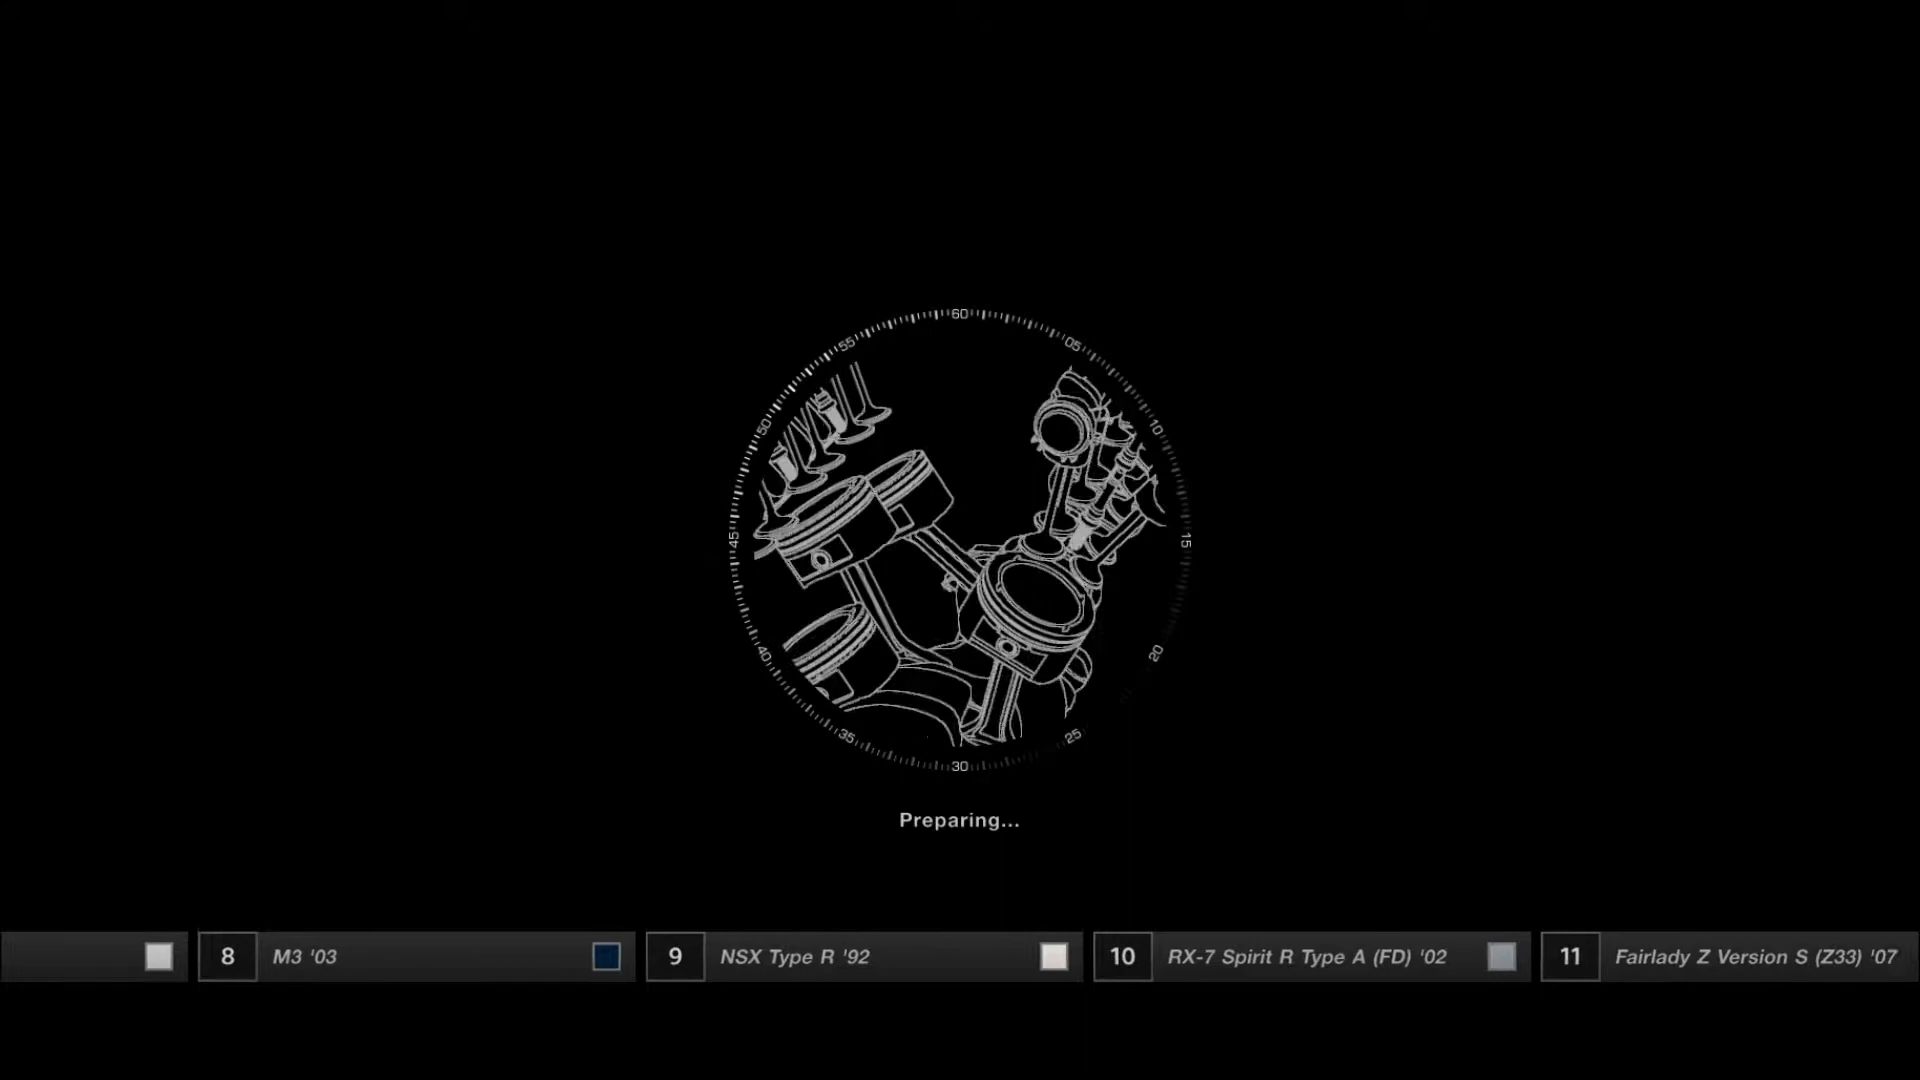 60
55
05
50
10
45
15
40
20
35
25
30
Preparing...
8 M3 '03
9 NSX Type R '92
10 RX-7 Spirit R Type A (FD) '02
11 Fairlady Z Version S (Z33) '07